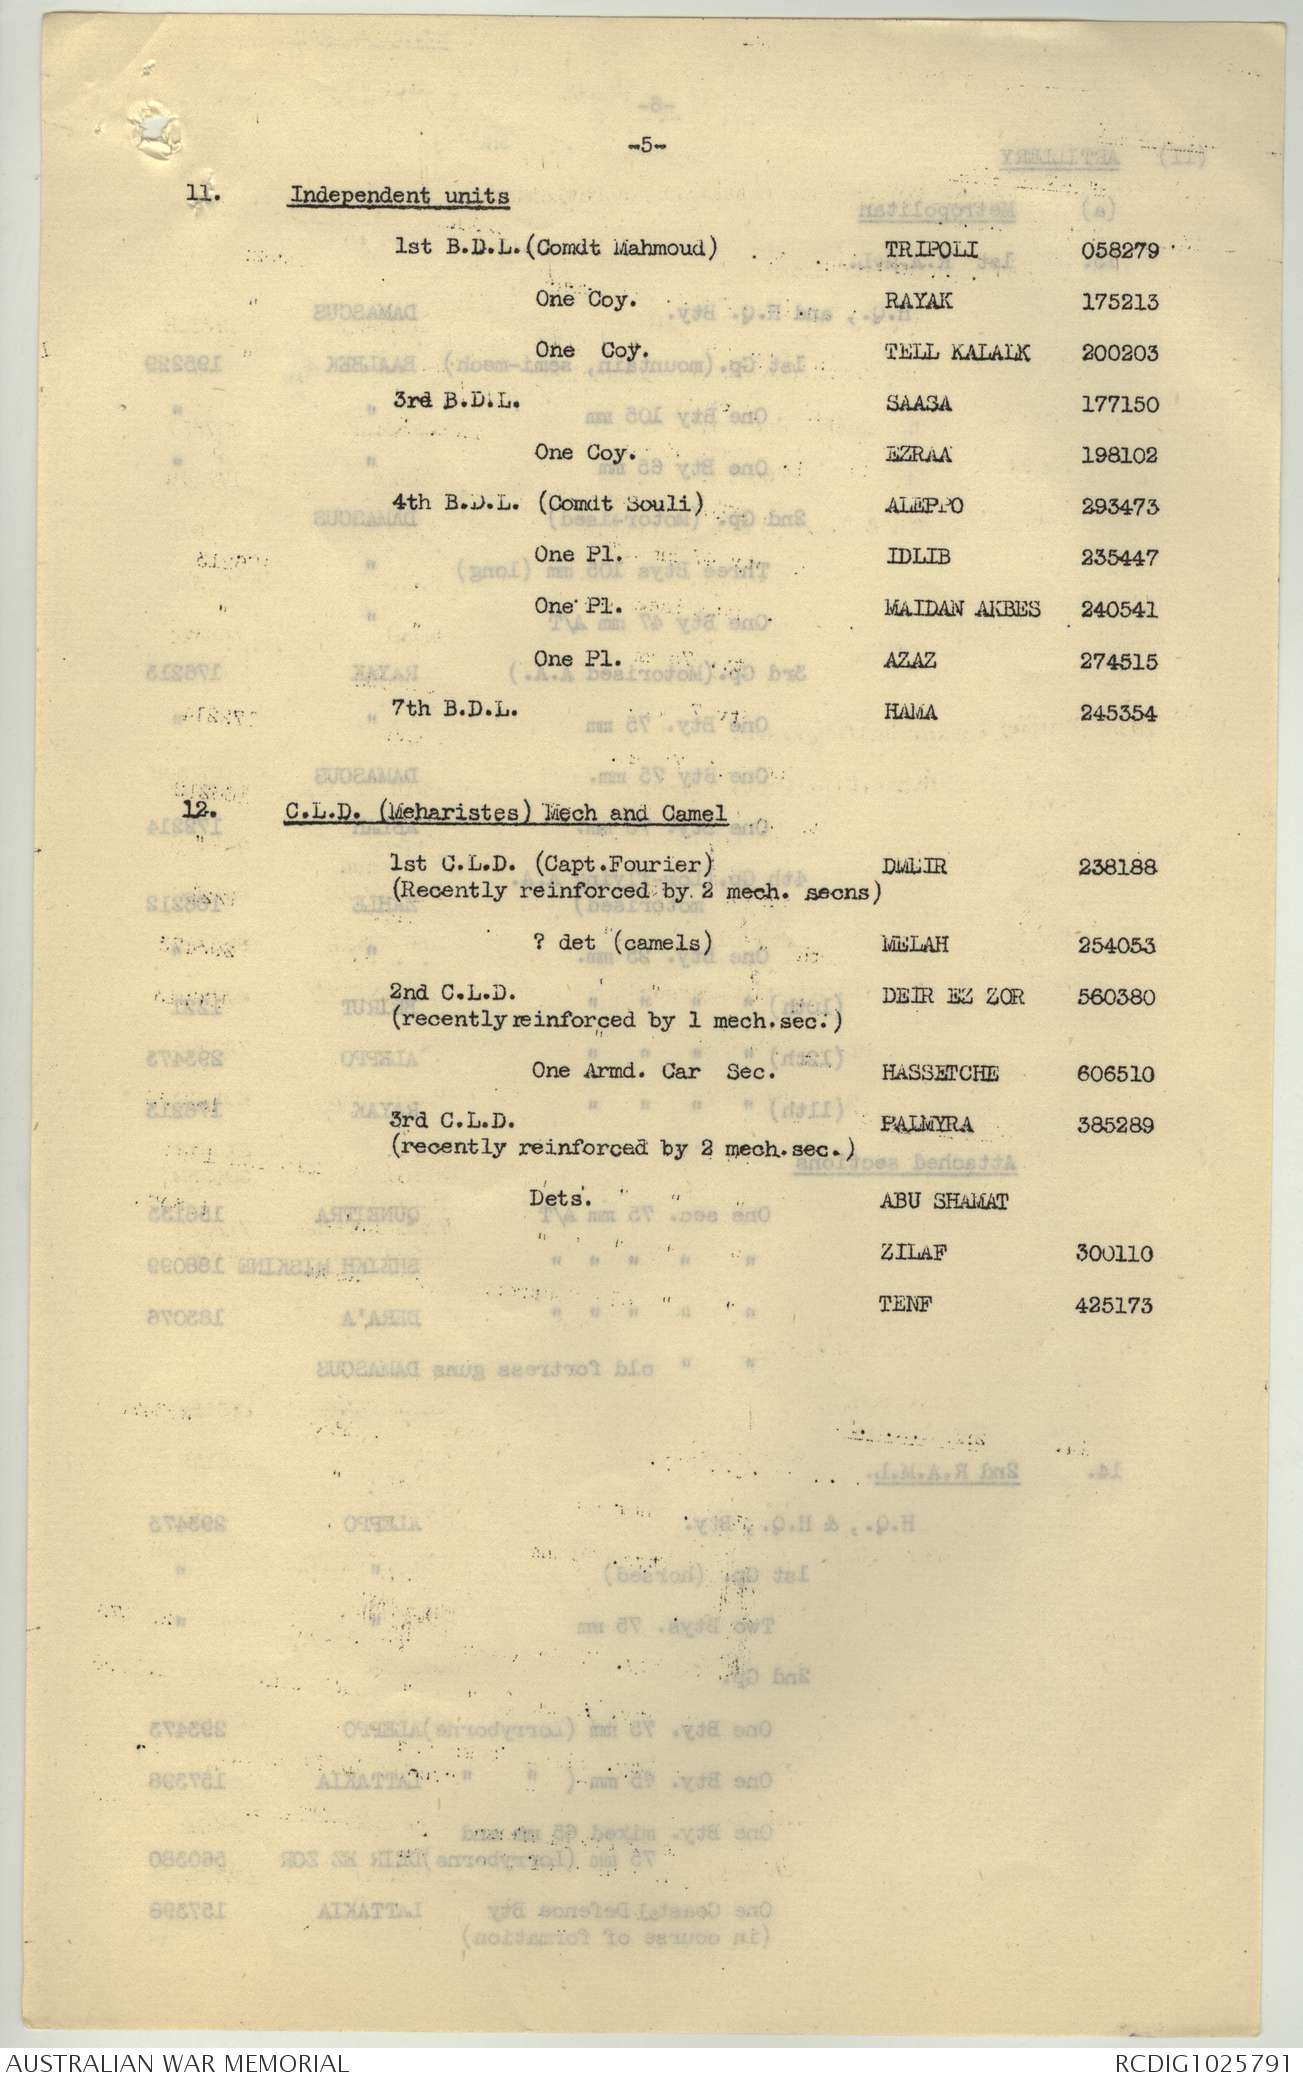 -5-
11. Independent units
1st B.D.L. (Comdt Mahmoud) TRIPOLI 058279
One Coy. RAYAK 175213
One Coy. TELL KALALK 200203
3rd B.D.L. SAASA 177150
One Coy. EZRAA 198102
4th B.D.L. (Comdt Souli) ALEPPO 293473
One Pl. IDLIB 235447
One Pl. MAIDAN AKBES 240541
One Pl. AZAZ 274515
7th B.D.L. HAMA 245354
12. C.L.D. (Meharistes) Mech and Camel
1st C.L.D. (Capt.Fourier) DMEIR 238188
(Recently reinforced by 2 mech. secns)
? det (camels) MELAH 254053
2nd C.L.D. DEIR EZ ZOR 560380
(recently reinforced by 1 mech.sec.)
One Armd. Car Sec. HASSETCHE 606510
3rd C.L.D. PALMYRA 385289
(recently reinforced by 2 mech.sec.)
Dets. ABU SHAMAT
ZILAF 300110
TENF 425173
AUSTRALIAN WAR MEMORIAL RCDIG1025791